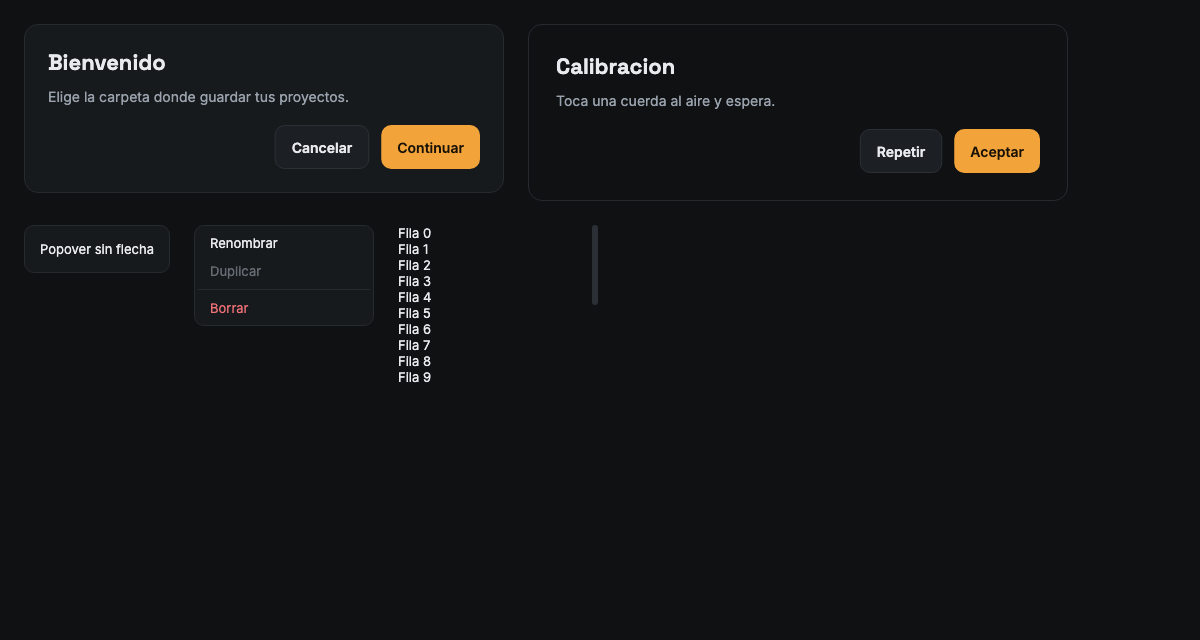 Bienvenido
Elige la carpeta donde guardar tus proyectos.
Cancelar
Continuar
Calibracion
Toca una cuerda al aire y espera.
Repetir
Aceptar
Popover sin flecha
Renombrar
Duplicar
Borrar
Fila 0
Fila 1
Fila 2
Fila 3
Fila 4
Fila 5
Fila 6
Fila 7
Fila 8
Fila 9